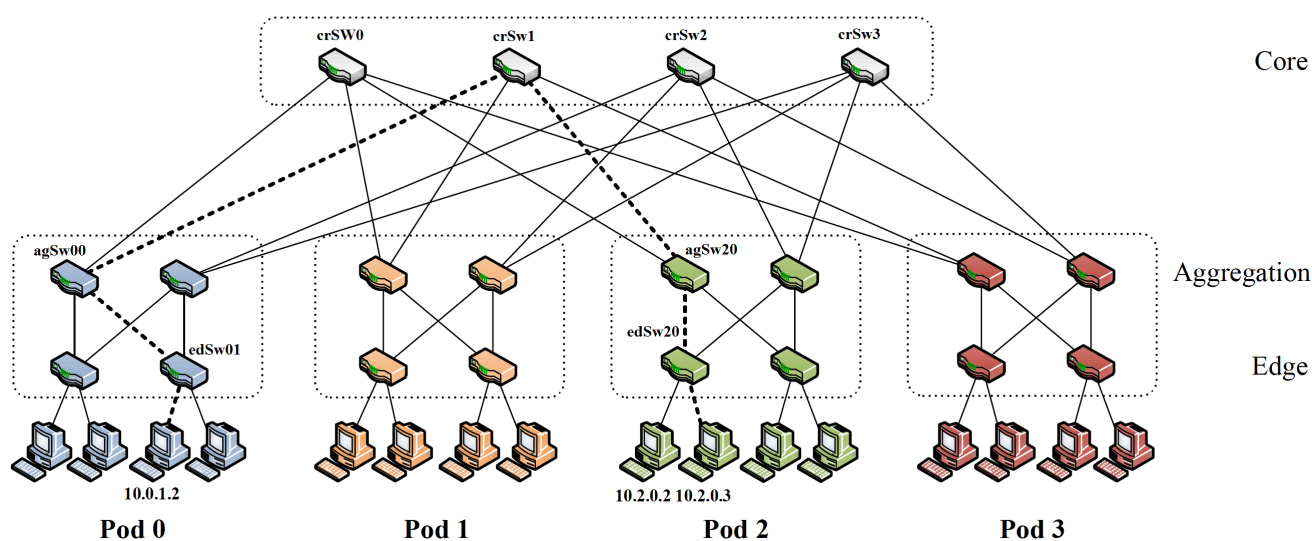 crSW0 crSw1 crSw2 crSw3
Core
agSw00 agSw20
Aggregation
edSw20
edSw01
Edge
10.0.1.2 10.2.0.2 10.2.0.3
Pod 0 Pod 1 Pod 2 Pod 3